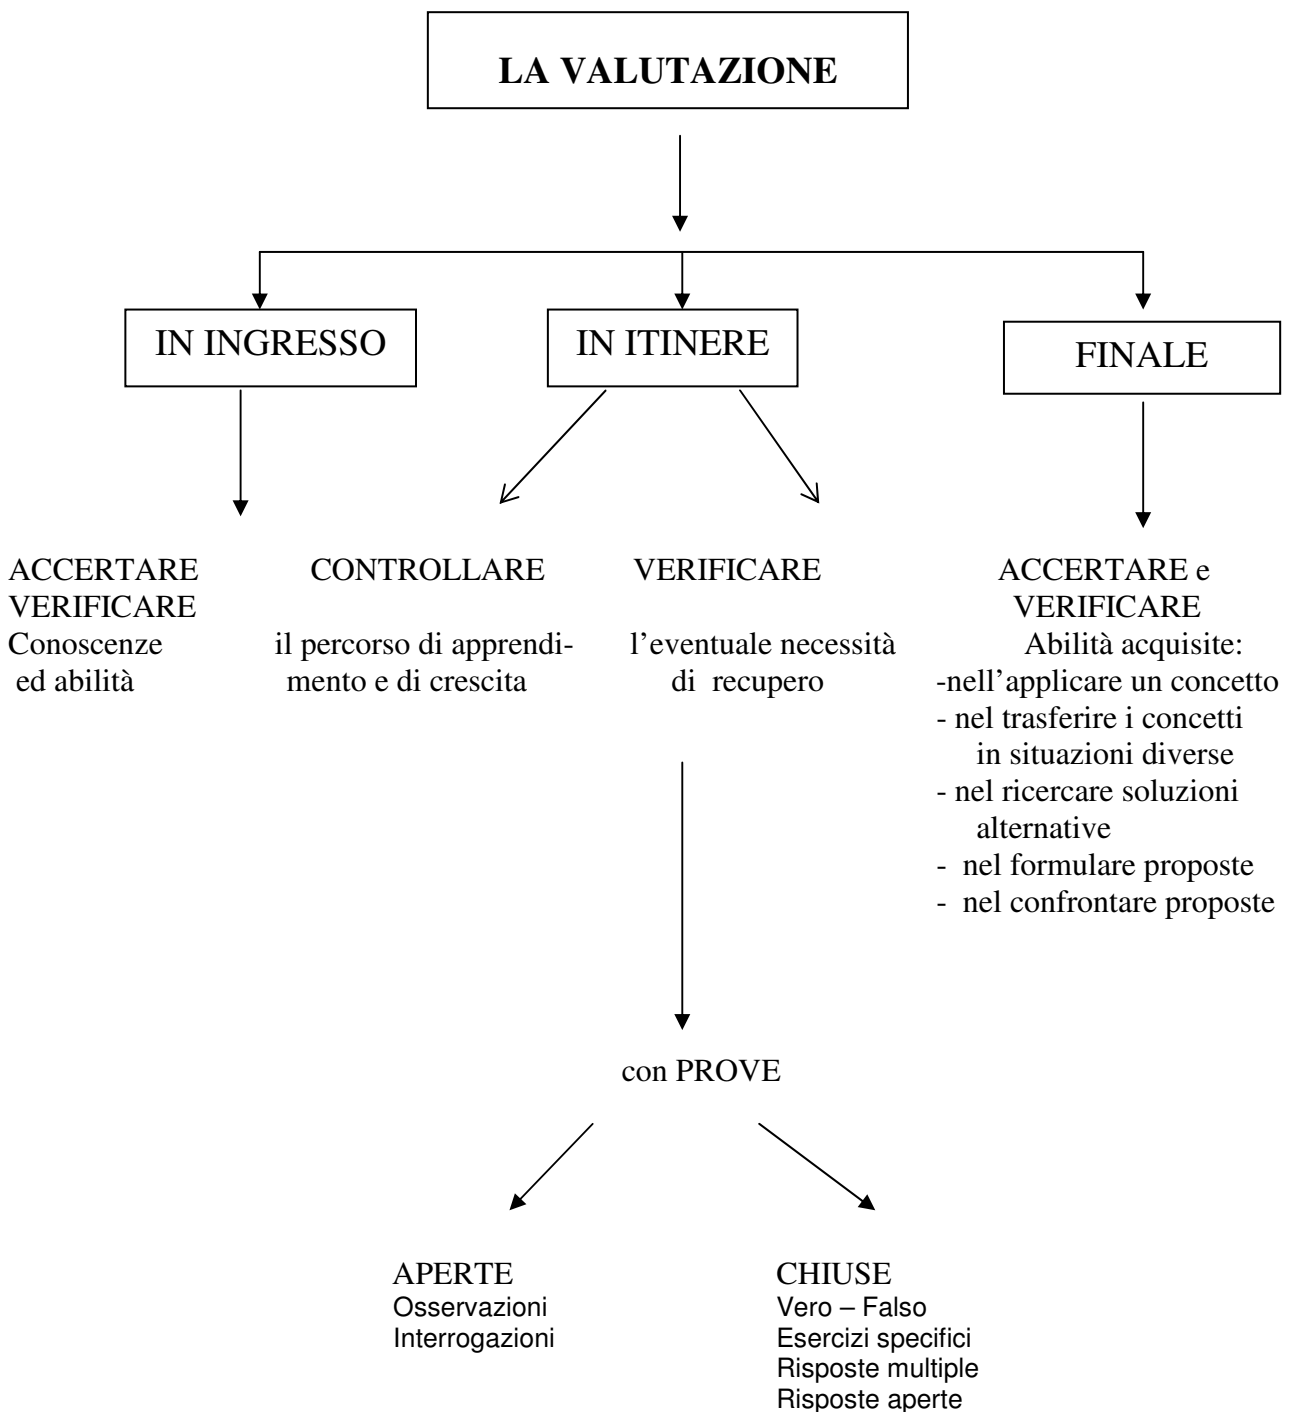 LA VALUTAZIONE
IN INGRESSO
IN ITINERE
FINALE
ACCERTARE
VERIFICARE
Conoscenze
ed abilità
CONTROLLARE
il percorso di apprendi-
mento e di crescita
VERIFICARE
l’eventuale necessità
di recupero
ACCERTARE e
VERIFICARE
Abilità acquisite:
-nell’applicare un concetto
- nel trasferire i concetti
in situazioni diverse
- nel ricercare soluzioni
alternative
- nel formulare proposte
- nel confrontare proposte
con PROVE
APERTE
Osservazioni
Interrogazioni
CHIUSE
Vero – Falso
Esercizi specifici
Risposte multiple
Risposte aperte